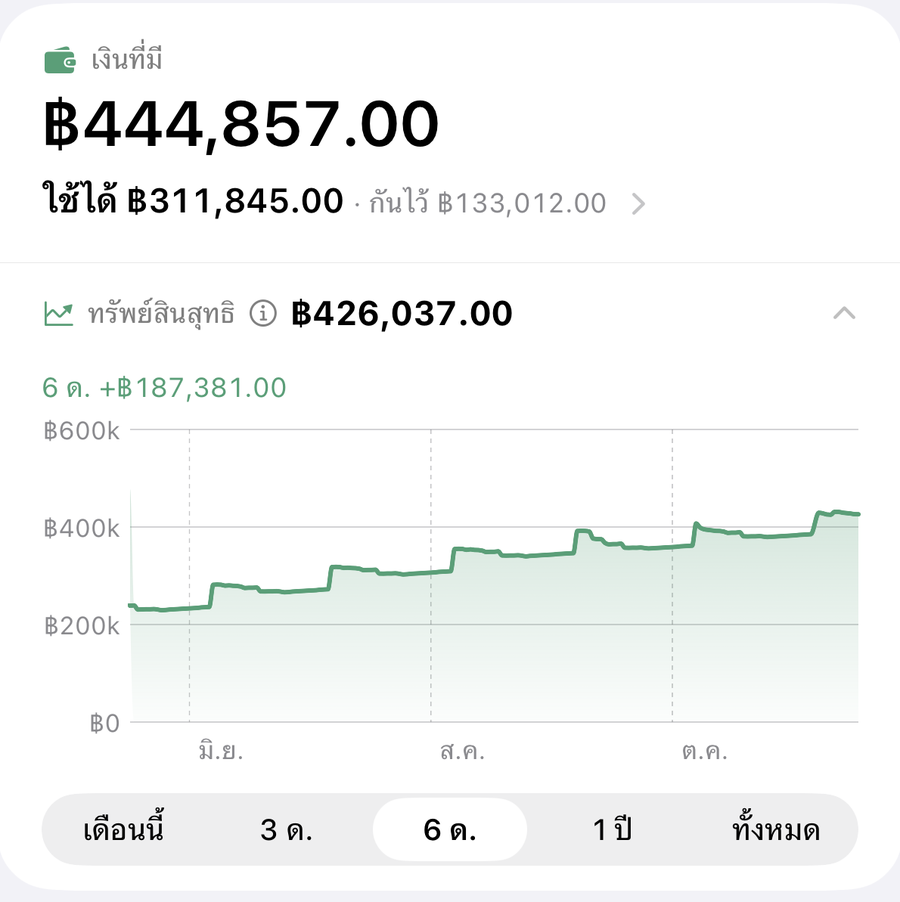 เงินที่มี
฿444,857.00
ใช้ได้ ฿311,845.00 · กันไว้ ฿133,012.00
ทรัพย์สินสุทธิ ฿426,037.00
6 ด. +฿187,381.00
฿600k
฿400k
฿200k
฿0
มิ.ย. ส.ค. ต.ค.
เดือนนี้ 3 ด. 6 ด. 1 ปี ทั้งหมด